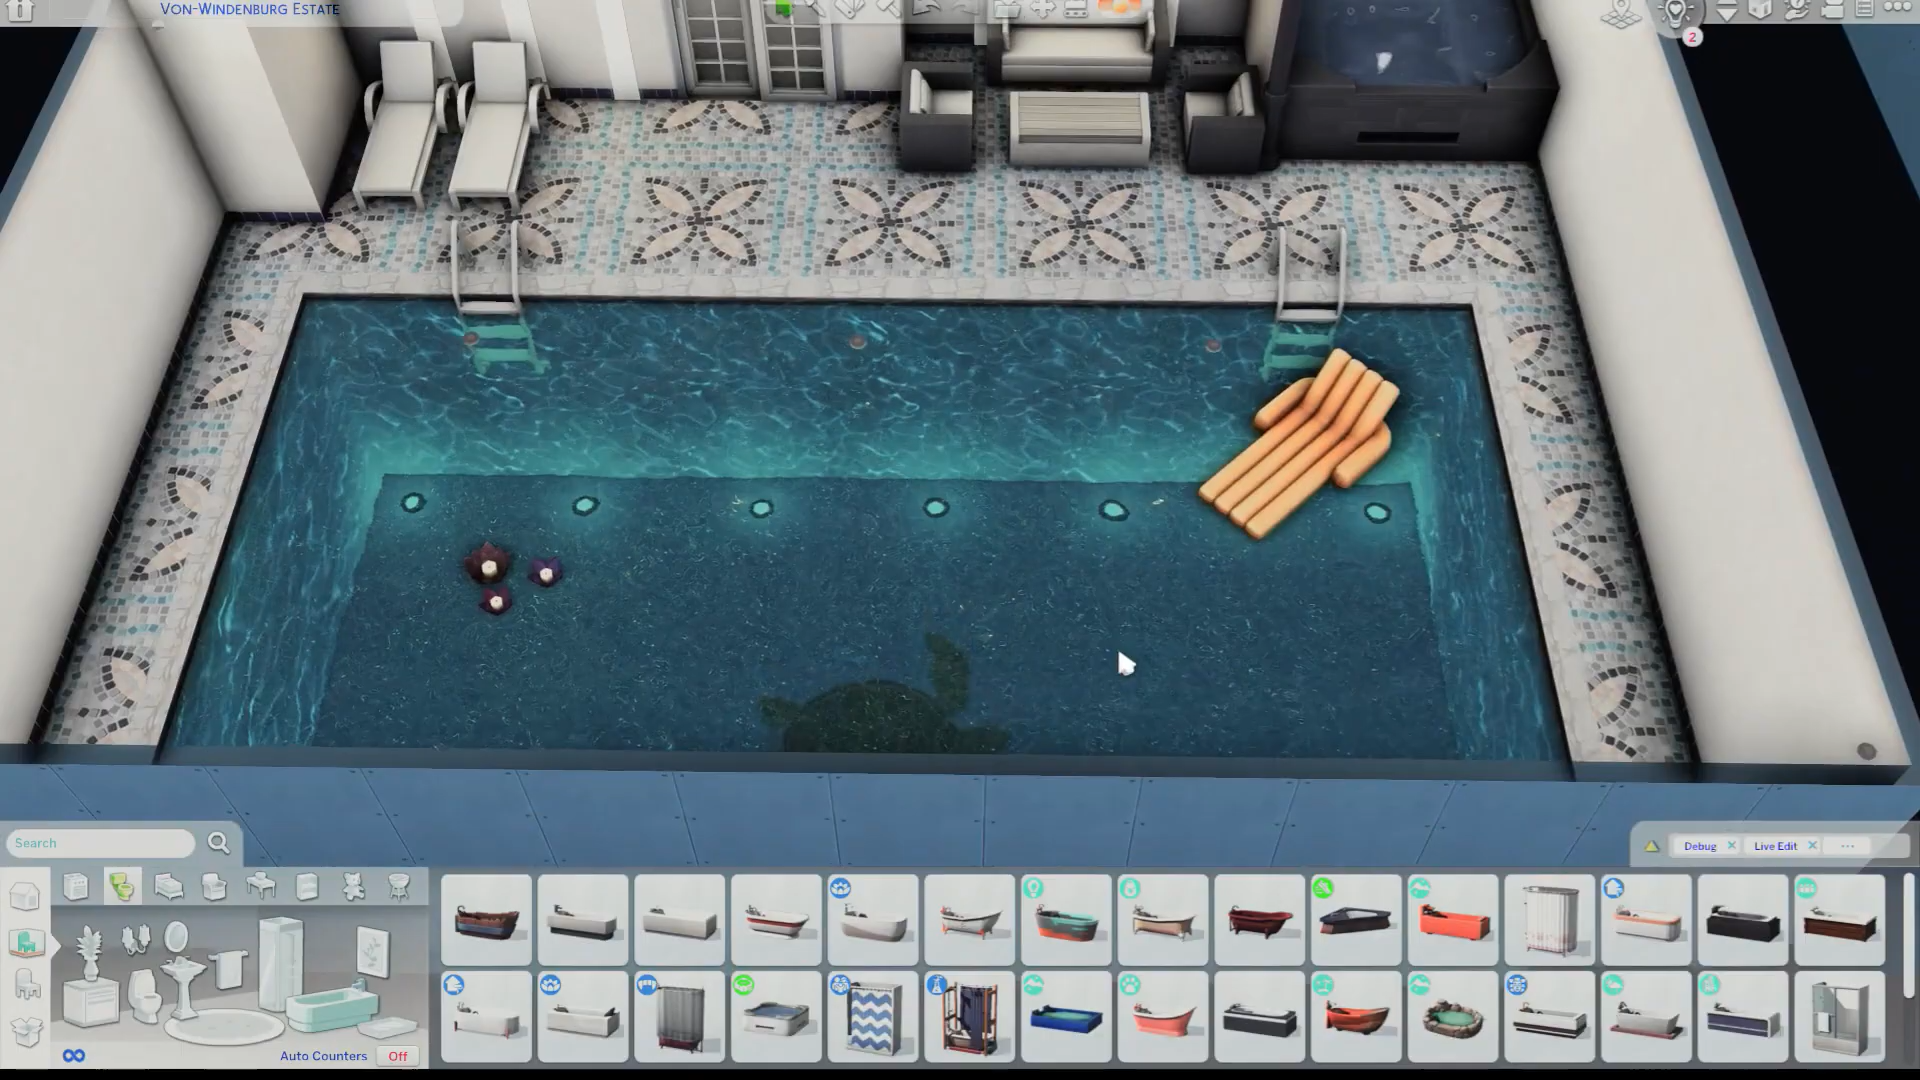 Von-Windenburg Estate
2
Search
Debug
Live Edit
...
Auto Counters Off